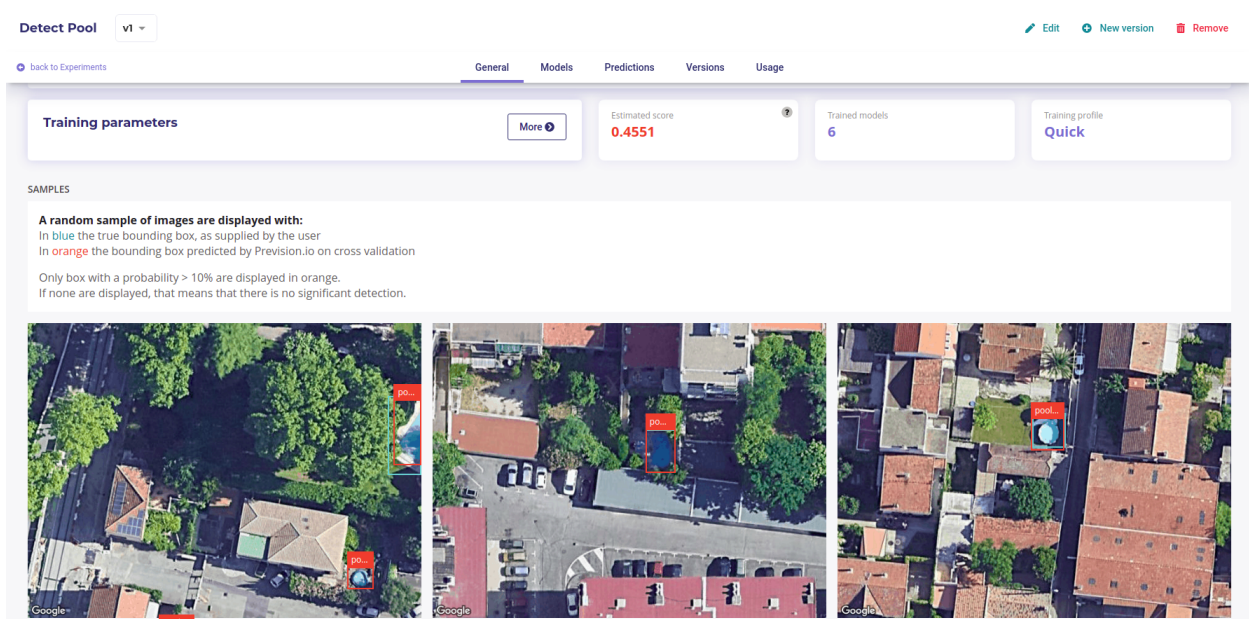 Detect Pool
v1
Edit
New version
Remove
back to Experiments
General
Models
Predictions
Versions
Usage
Training parameters
More
Estimated score
?
0.4551
Trained models
6
Training profile
Quick
SAMPLES
A random sample of images are displayed with:
In blue the true bounding box, as supplied by the user
In orange the bounding box predicted by Prevision.io on cross validation
Only box with a probability > 10% are displayed in orange.
If none are displayed, that means that there is no significant detection.
po...
po...
Google
po...
Google
pool...
Google